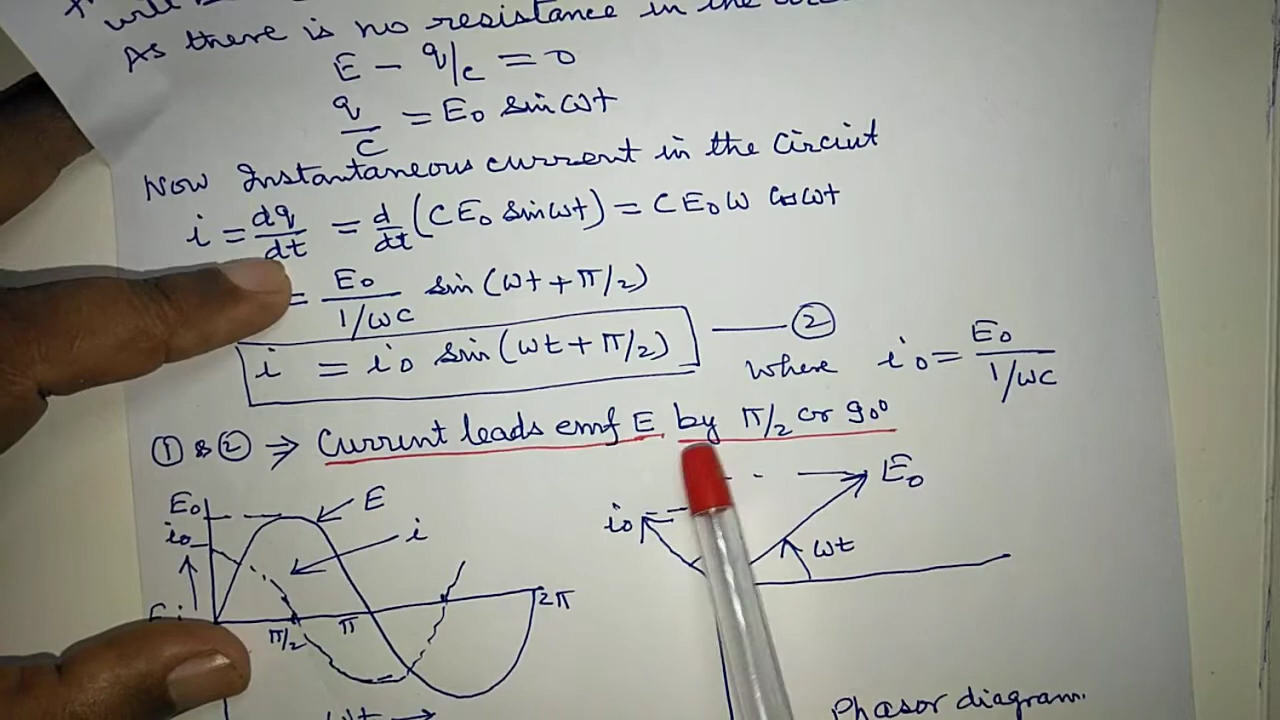 will
As there is no resistance in the
E - q/c = 0
q/C = E₀ sin ωt
Now Instantaneous current in the Circuit
i = dq/dt = d/dt (CE₀ sin ωt) = CE₀ω Cos ωt
= E₀/(1/ωC) sin (ωt + π/2)
i = i₀ sin (ωt + π/2) —— ②
where i₀ = E₀/(1/ωC)
① & ② ⇒ Current leads emf E by π/2 or 90°
E₀ E
i₀ i
π/2 π 2π
ωt →
i₀ E₀
ωt
Phasor diagram.